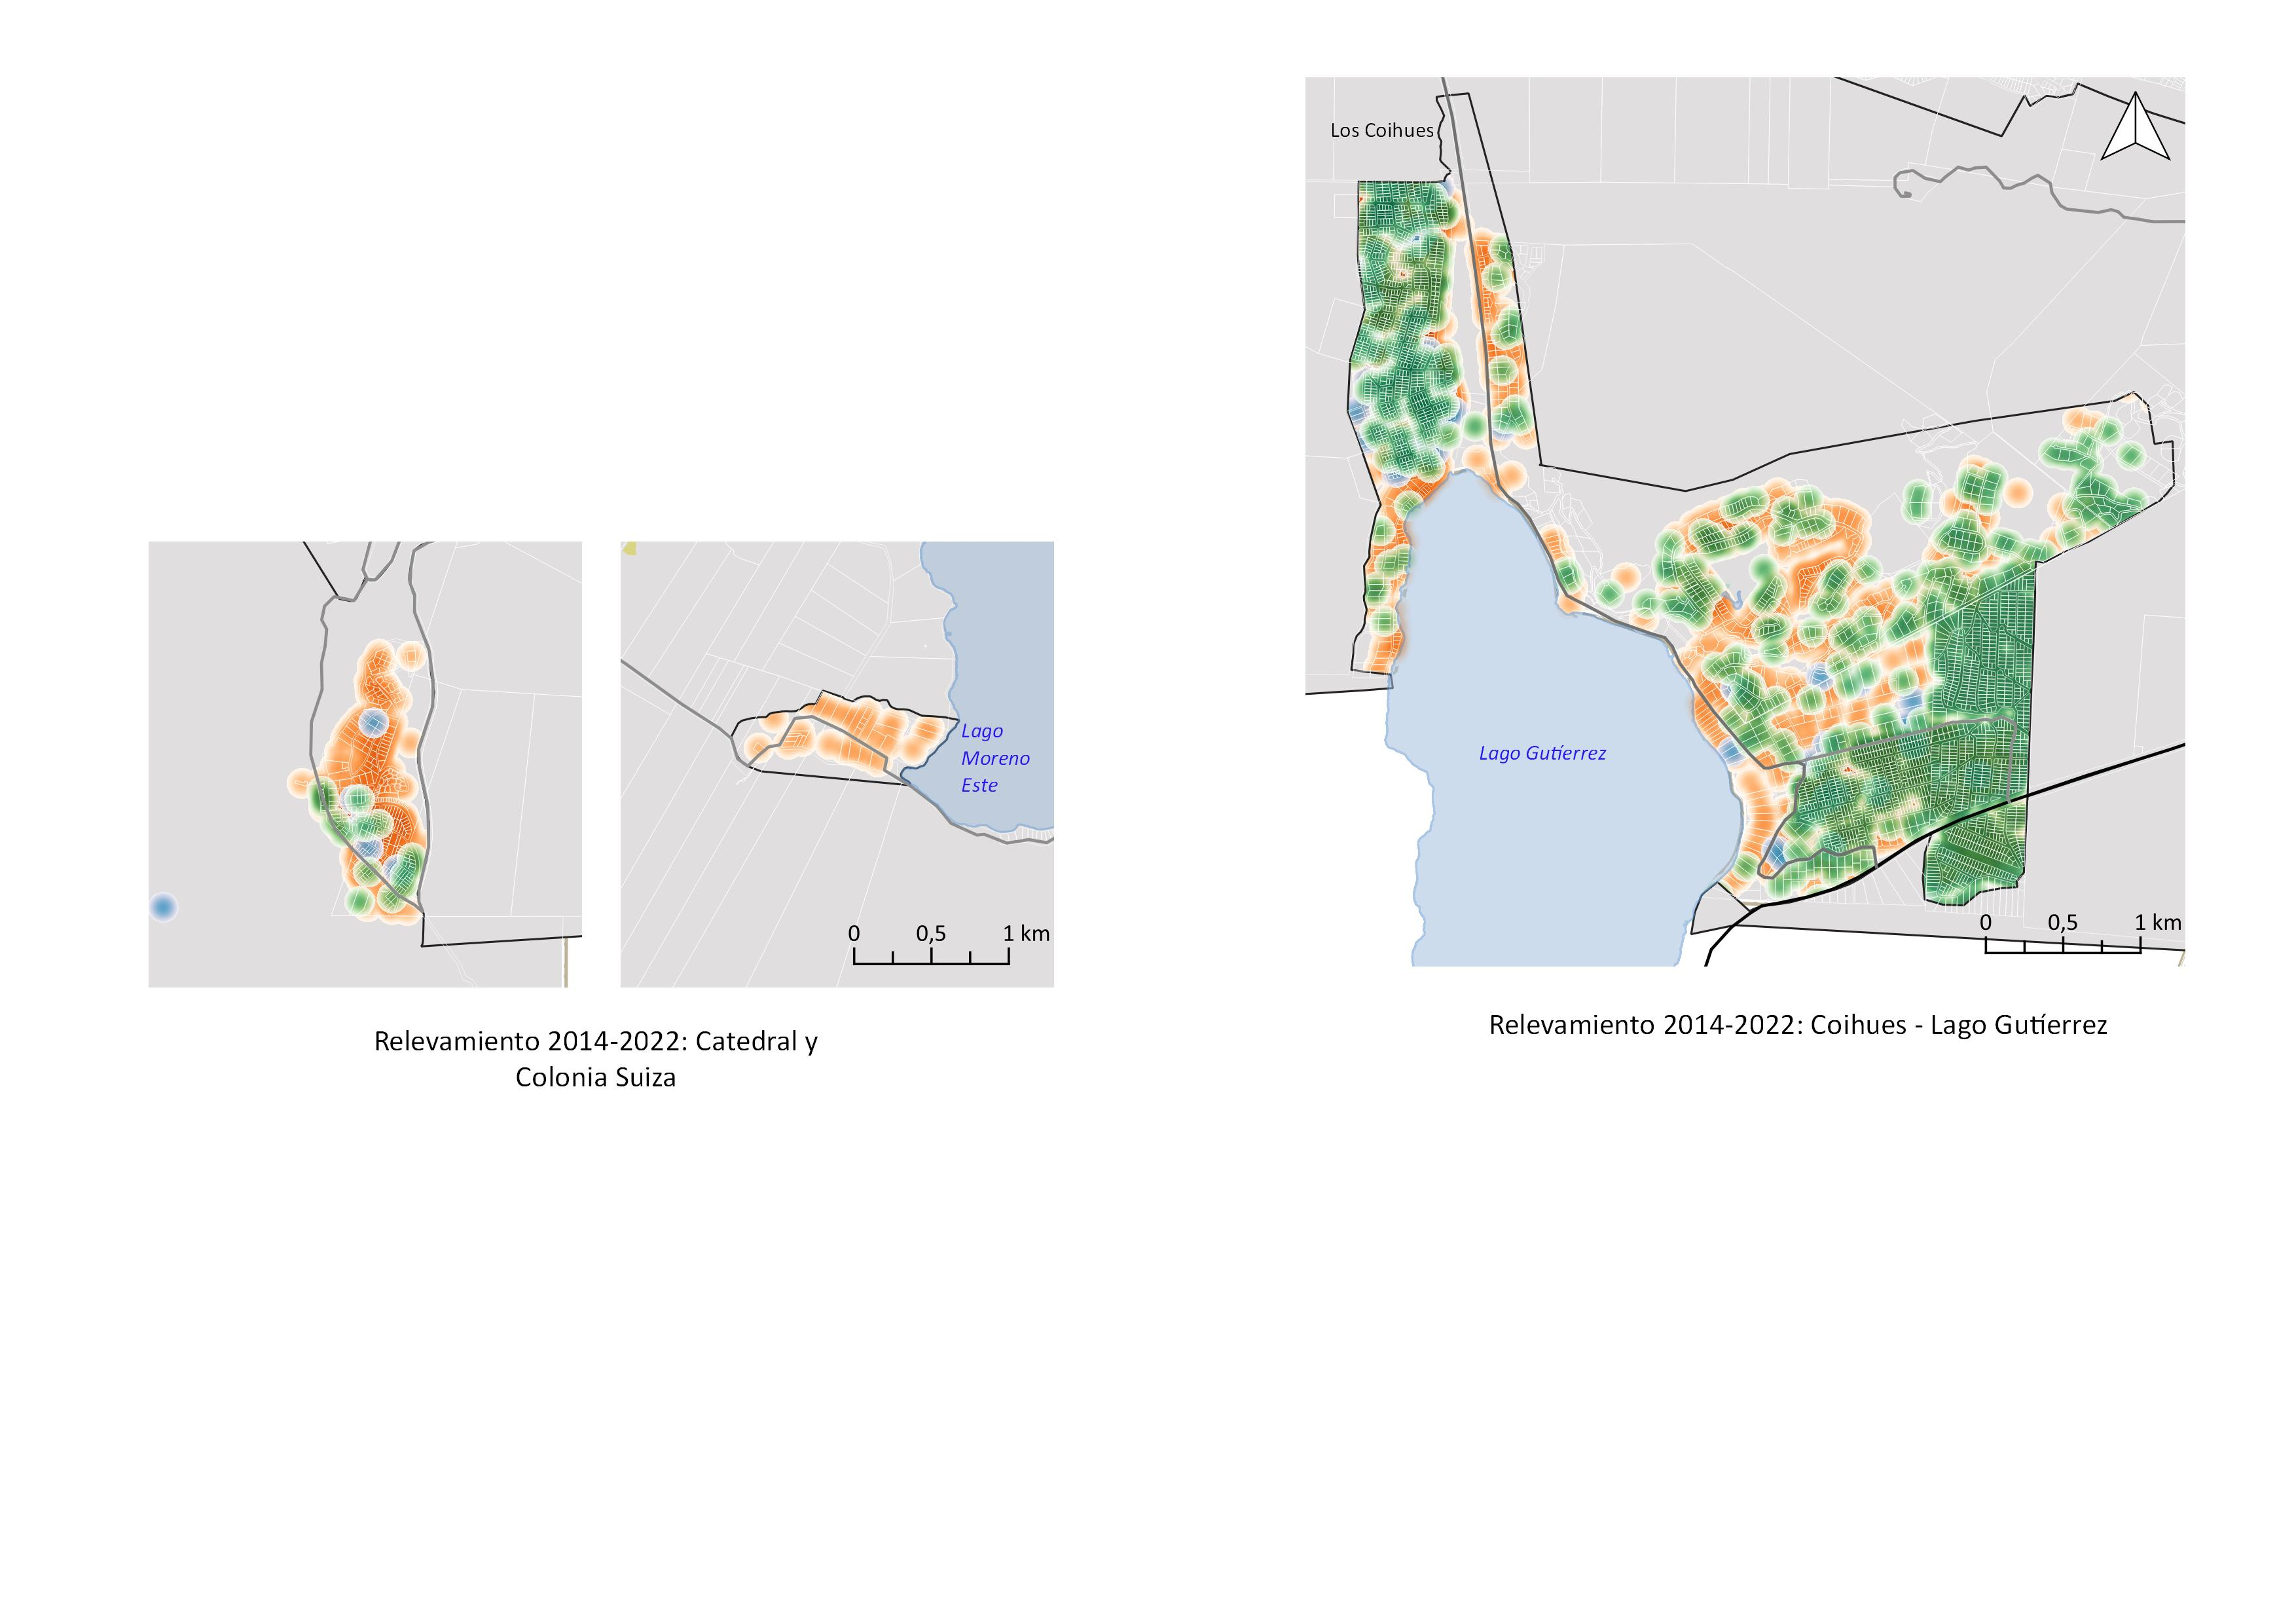 Lago
Moreno
Este
0 0,5 1 km
Relevamiento 2014-2022: Catedral y
Colonia Suiza
Los Coihues
Lago Gutíerrez
0 0,5 1 km
Relevamiento 2014-2022: Coihues - Lago Gutíerrez